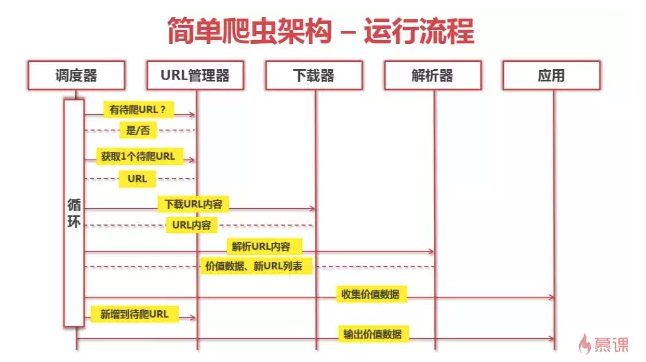 简单爬虫架构 – 运行流程
调度器
URL管理器
下载器
解析器
应用
循环
有待爬URL？
是/否
获取1个待爬URL
URL
下载URL内容
URL内容
解析URL内容
价值数据、新URL列表
收集价值数据
新增到待爬URL
输出价值数据
慕课